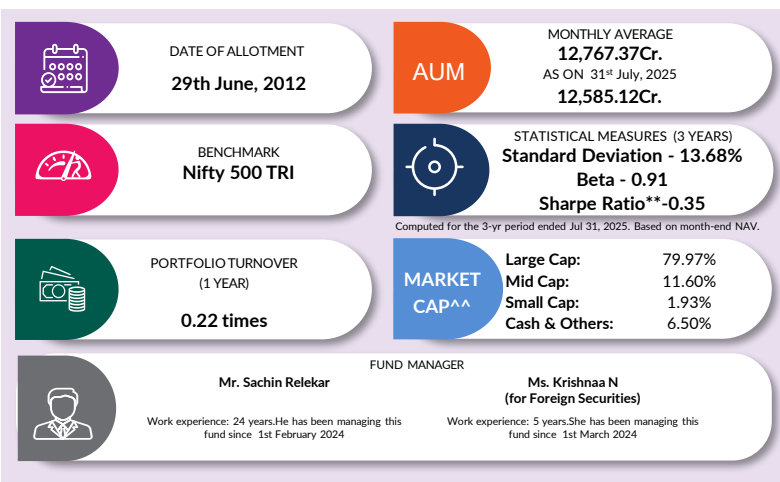 DATE OF ALLOTMENT
29th June, 2012
AUM
MONTHLY AVERAGE
12,767.37Cr.
AS ON 31st July, 2025
12,585.12Cr.
BENCHMARK
Nifty 500 TRI
STATISTICAL MEASURES (3 YEARS)
Standard Deviation - 13.68%
Beta - 0.91
Sharpe Ratio**-0.35
Computed for the 3-yr period ended Jul 31, 2025. Based on month-end NAV.
PORTFOLIO TURNOVER
(1 YEAR)
0.22 times
MARKET
CAP^^
Large Cap: 79.97%
Mid Cap: 11.60%
Small Cap: 1.93%
Cash & Others: 6.50%
FUND MANAGER
Mr. Sachin Relekar
Work experience: 24 years.He has been managing this
fund since 1st February 2024
Ms. Krishnaa N
(for Foreign Securities)
Work experience: 5 years.She has been managing this
fund since 1st March 2024